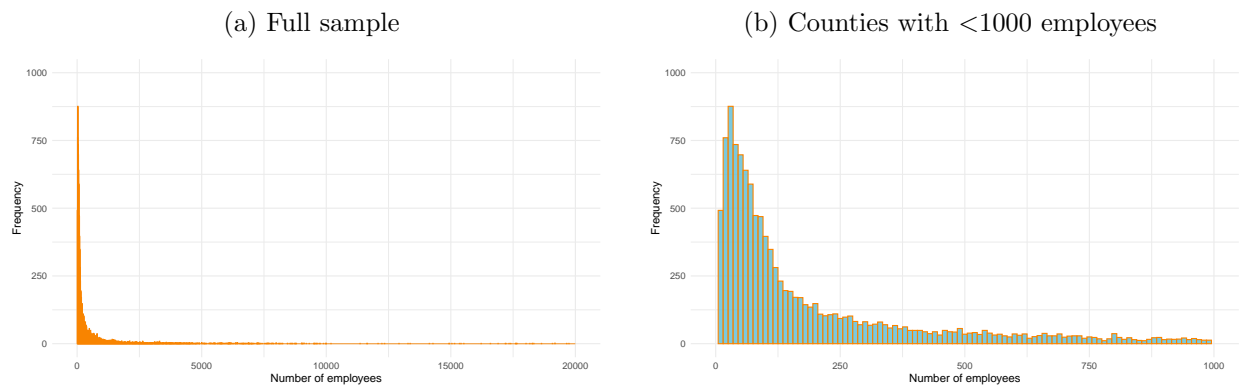 (a) Full sample
1000
750
500
250
0
Frequency
0 5000 10000 15000 20000
Number of employees
(b) Counties with <1000 employees
1000
750
500
250
0
Frequency
0 250 500 750 1000
Number of employees